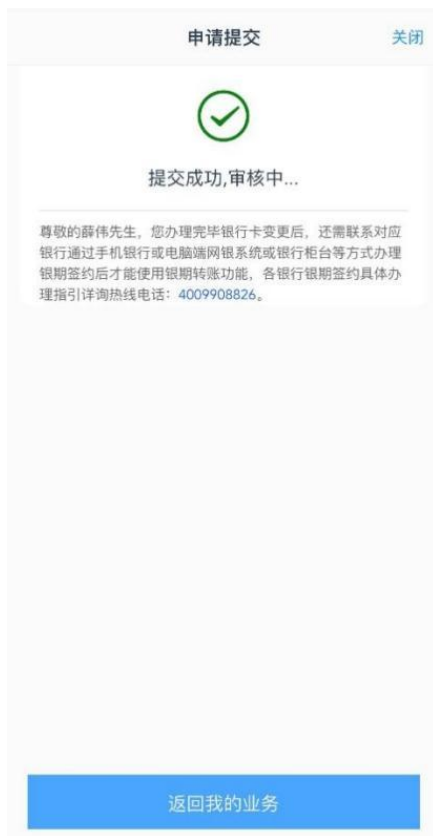 申请提交
关闭
提交成功,审核中...
尊敬的薛伟先生，您办理完毕银行卡变更后，还需联系对应
银行通过手机银行或电脑端网银系统或银行柜台等方式办理
银期签约后才能使用银期转账功能，各银行银期签约具体办
理指引详询热线电话：4009908826。
返回我的业务